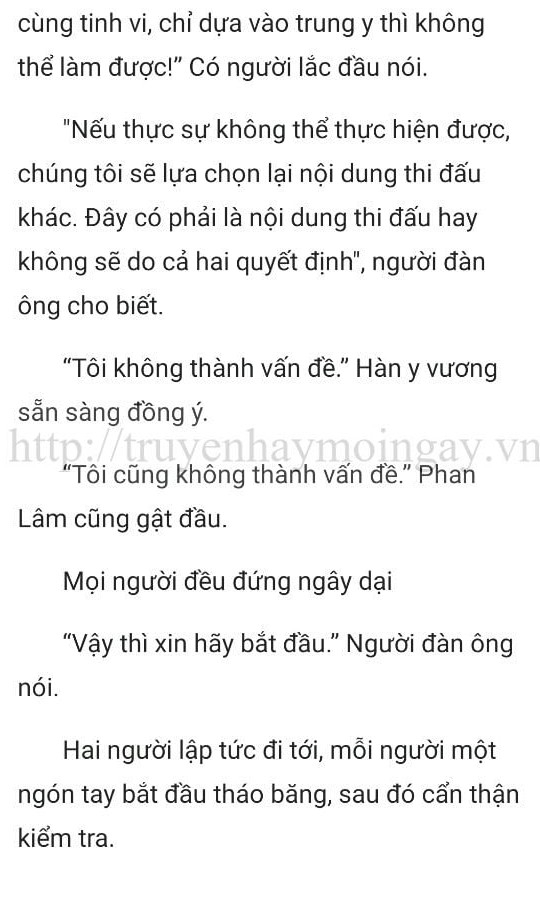 cùng tinh vi, chỉ dựa vào trung y thì không
thể làm được!” Có người lắc đầu nói.
"Nếu thực sự không thể thực hiện được,
chúng tôi sẽ lựa chọn lại nội dung thi đấu
khác. Đây có phải là nội dung thi đấu hay
không sẽ do cả hai quyết định", người đàn
ông cho biết.
“Tôi không thành vấn đề.” Hàn y vương
sẵn sàng đồng ý.
http://truyenhaymoingay.vn
“Tôi cũng không thành vấn đề.” Phan
Lâm cũng gật đầu.
Mọi người đều đứng ngây dại
“Vậy thì xin hãy bắt đầu.” Người đàn ông
nói.
Hai người lập tức đi tới, mỗi người một
ngón tay bắt đầu tháo băng, sau đó cẩn thận
kiểm tra.